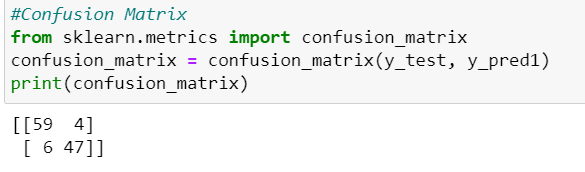 #Confusion Matrix
from sklearn.metrics import confusion_matrix
confusion_matrix = confusion_matrix(y_test, y_pred1)
print(confusion_matrix)
[[59  4]
 [ 6 47]]